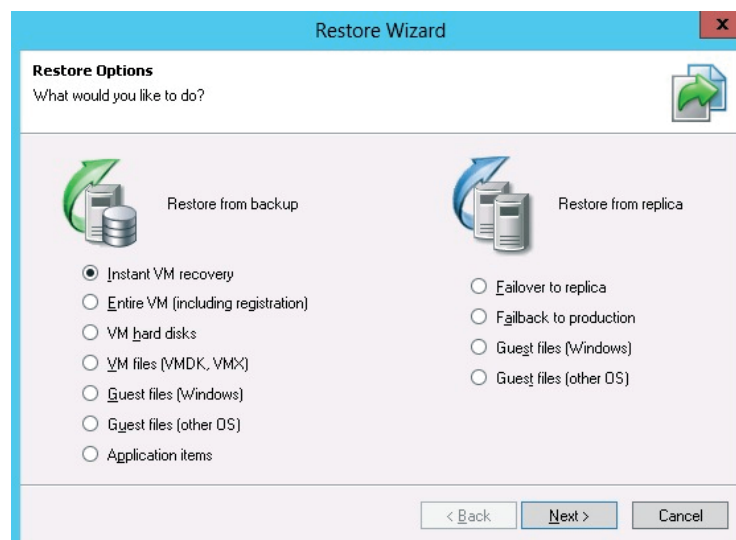 Restore Wizard
x
Restore Options
What would you like to do?
Restore from backup
Instant VM recovery
Entire VM (including registration)
VM hard disks
VM files (VMDK, VMX)
Guest files (Windows)
Guest files (other OS)
Application items
Restore from replica
Failover to replica
Failback to production
Guest files (Windows)
Guest files (other OS)
< Back
Next >
Cancel